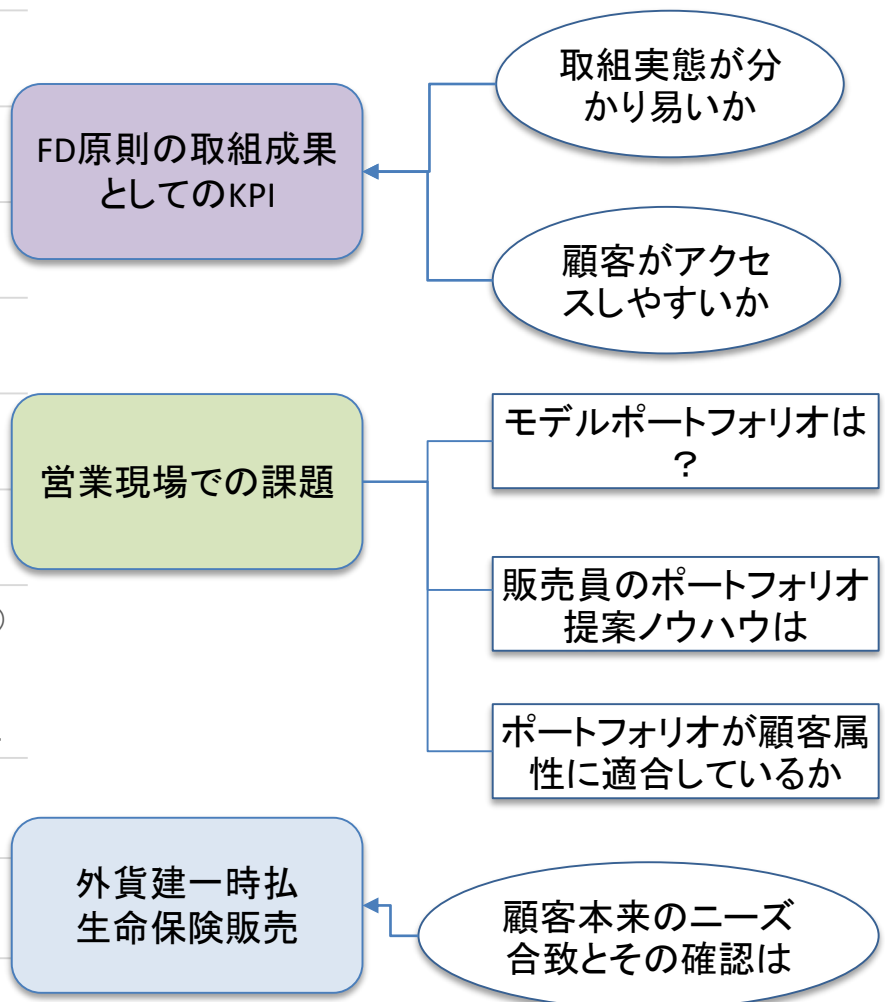 FD原則の取組成果
としてのKPI
取組実態が分
かり易いか
顧客がアクセ
スしやすいか
営業現場での課題
モデルポートフォリオは
?
販売員のポートフォリオ
提案ノウハウは
ポートフォリオが顧客属
性に適合しているか
外貨建一時払
生命保険販売
顧客本来のニーズ
合致とその確認は